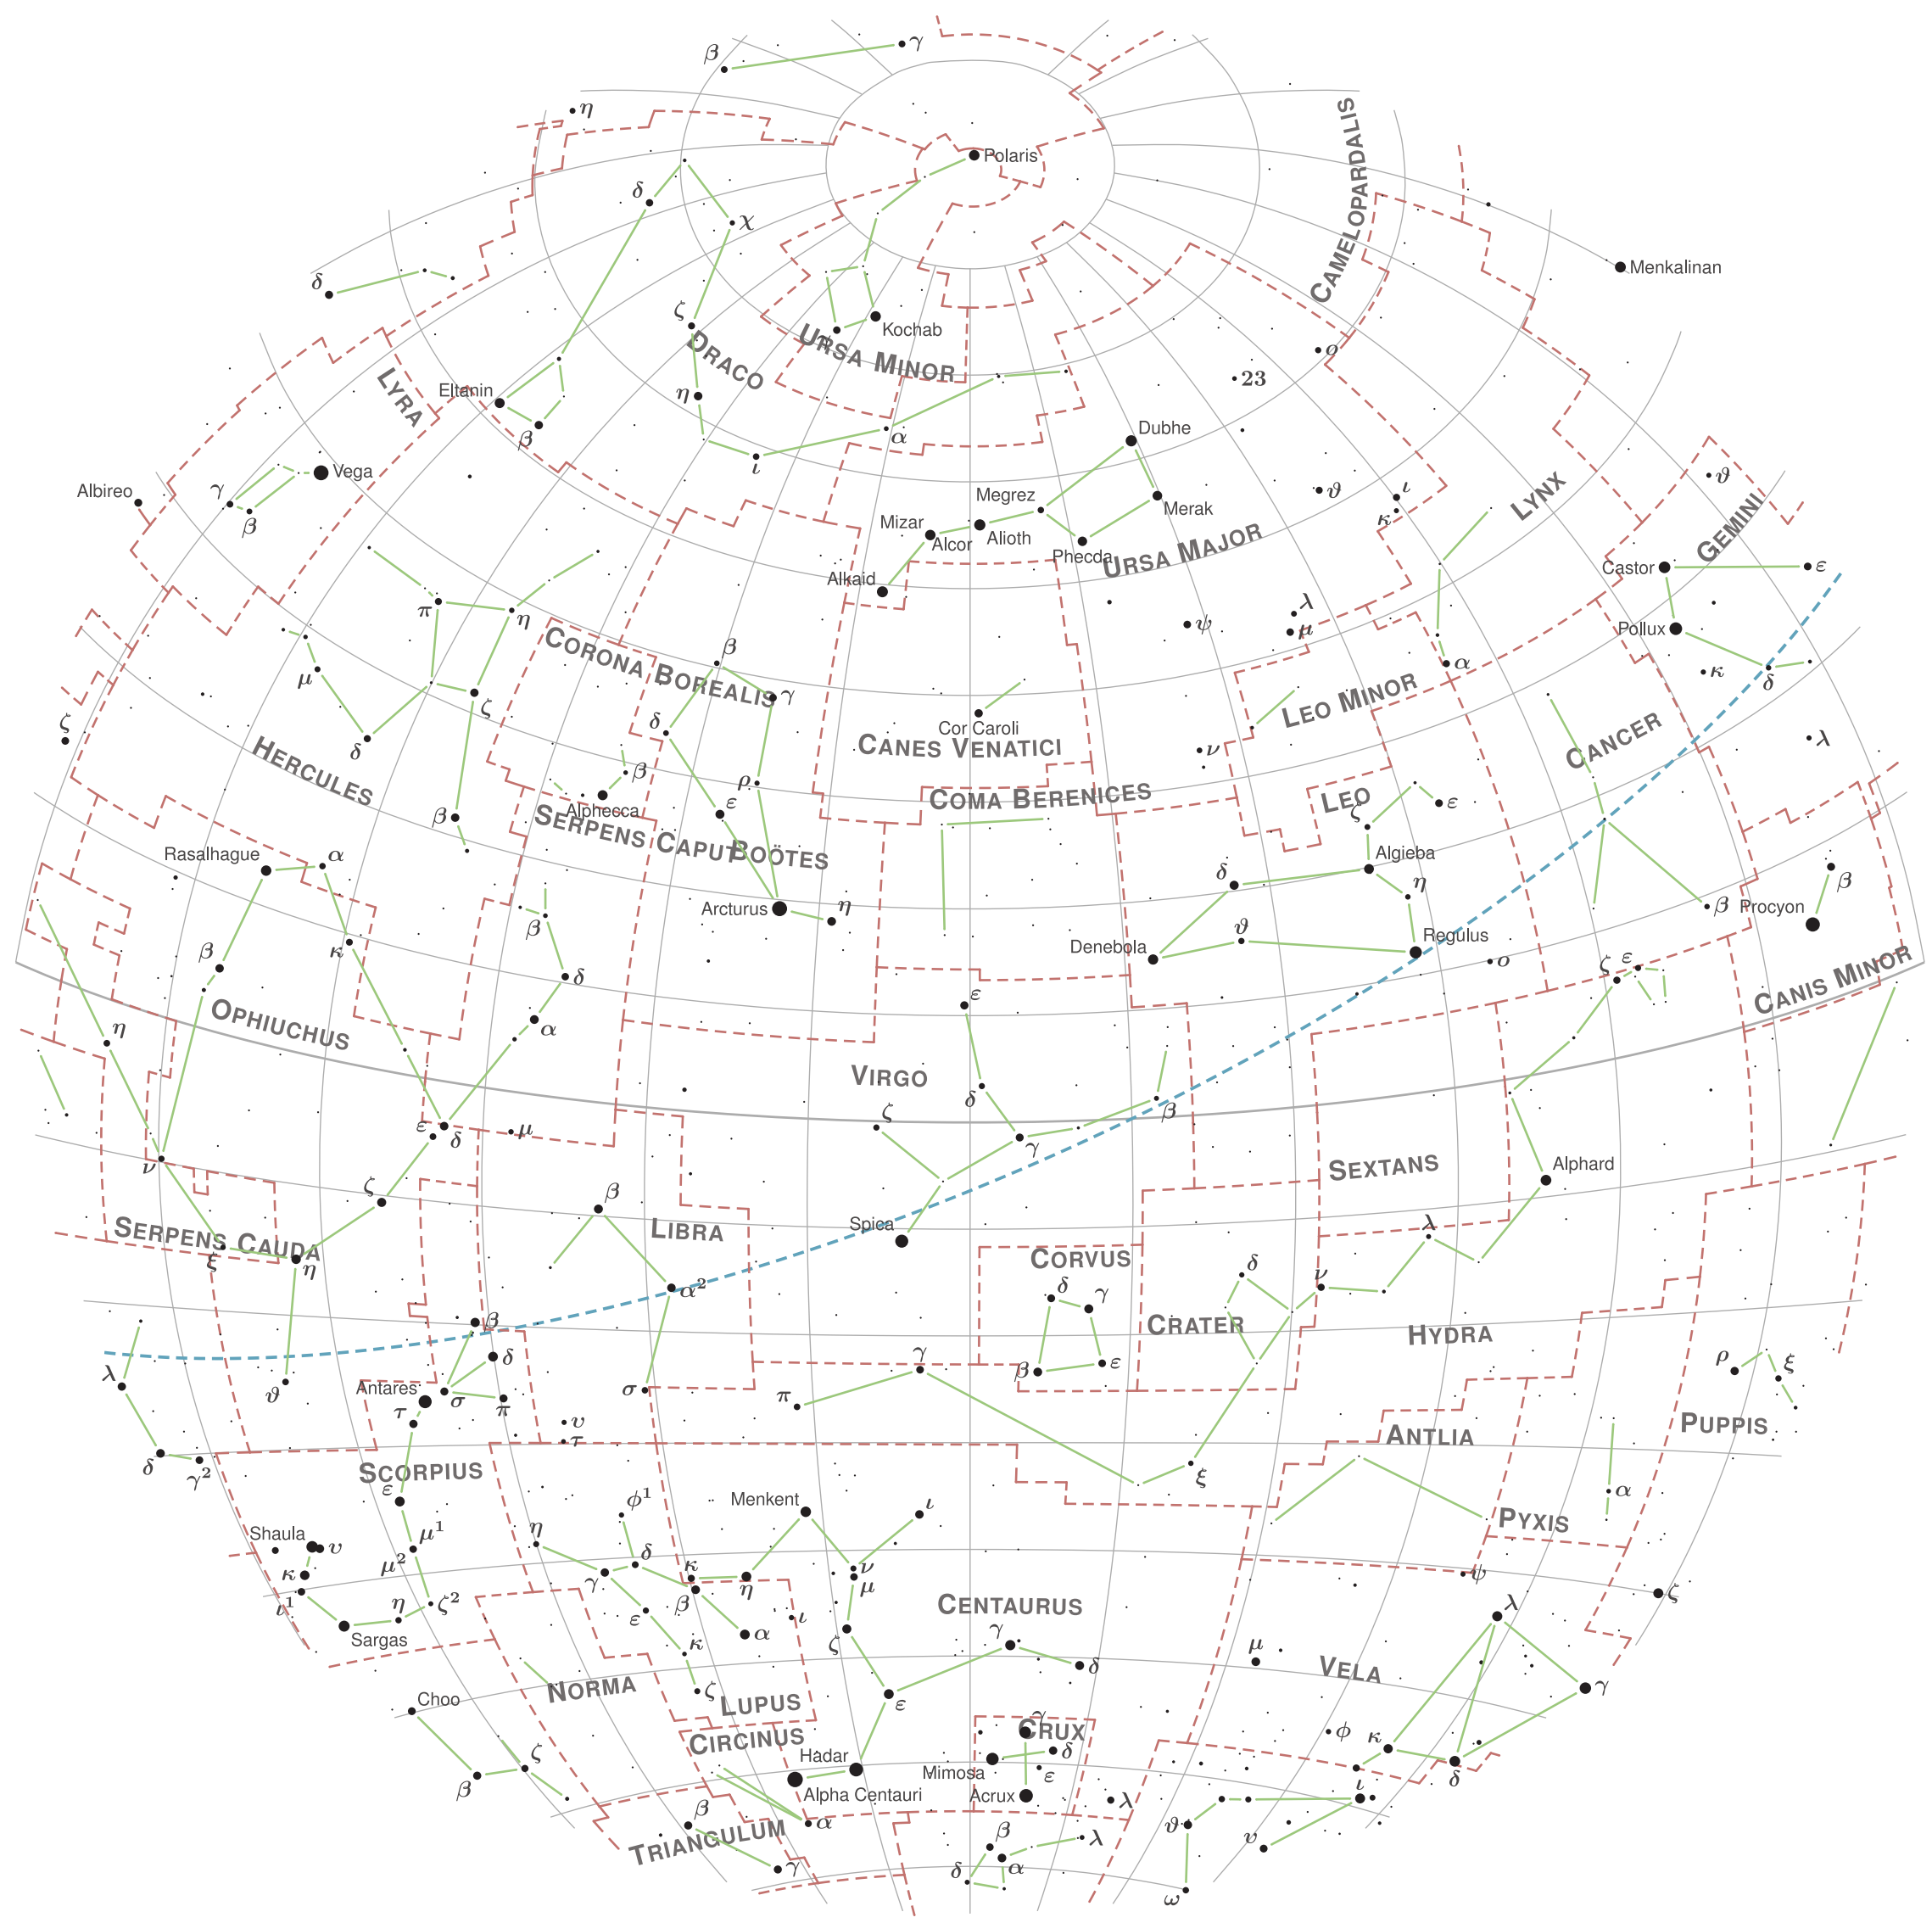 β
γ
η
CAMELOPARDALIS
Polaris
δ
χ
δ
Menkalinan
ζ
Kochab
DRACO
URSA MINOR
ο
23
Eltanin
LYRA
η
β
α
ι
Dubhe
Vega
γ
β
Albireo
Megrez
Merak
ϑ
ι
κ
LYNX
ϑ
GEMINI
Mizar
Alcor
Alioth
Phecda
URSA MAJOR
Castor
ε
Alkaid
π
η
ψ
λ
μ
Pollux
κ
δ
CORONA BOREALIS
β
γ
α
μ
ζ
δ
LEO MINOR
ζ
δ
Cor Caroli
CANES VENATICI
ν
CANCER
λ
HERCULES
β
ρ
COMA BERENICES
LEO
ζ
ε
β
Alphecca
ε
SERPENS CAPUT
BOÖTES
Rasalhague
α
Algieba
δ
η
β
β
Procyon
Arcturus
η
β
κ
β
Denebola
ϑ
Regulus
ο
ζ
ε
δ
CANIS MINOR
ε
OPHIUCHUS
η
α
VIRGO
δ
β
ζ
γ
ε
δ
μ
ν
SEXTANS
Alphard
ζ
β
LIBRA
Spica
λ
SERPENS CAUDA
ξ
η
CORVUS
δ
ν
α²
δ
γ
CRATER
HYDRA
β
δ
λ
ϑ
Antares
σ
π
τ
σ
π
γ
β
ε
ρ
ξ
υ
τ
PUPPIS
ANTLIA
δ
γ²
SCORPIUS
ξ
ε
α
φ¹
Menkent
ι
PYXIS
Shaula
υ
μ¹
μ²
η
δ
κ
γ
κ
η
ν
μ
ψ
ζ
ι¹
η
ζ²
Sargas
ε
β
α
ι
ζ
CENTAURUS
γ
δ
λ
μ
κ
NORMA
ζ
LUPUS
ε
VELA
γ
Choo
CIRCINUS
γ
CRUX
δ
φ
κ
ζ
β
Hadar
Mimosa
ε
δ
Alpha Centauri
Acrux
λ
ι
β
α
TRIANGULUM
γ
β
λ
ϑ
υ
δ
α
ω